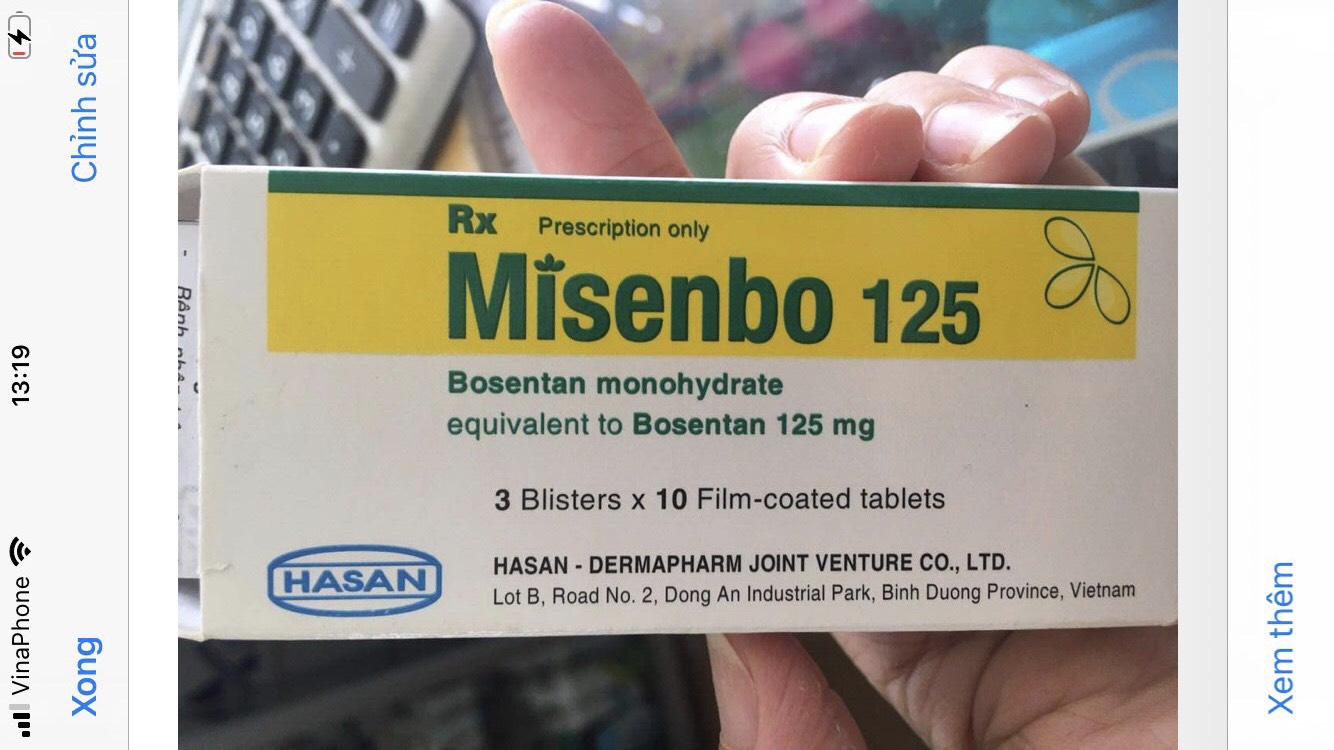 VinaPhone
13:19
Xong
Chỉnh sửa
Rx Prescription only
Misenbo 125
Bosentan monohydrate
equivalent to Bosentan 125 mg
3 Blisters x 10 Film-coated tablets
HASAN
HASAN - DERMAPHARM JOINT VENTURE CO., LTD.
Lot B, Road No. 2, Dong An Industrial Park, Binh Duong Province, Vietnam
Xem thêm